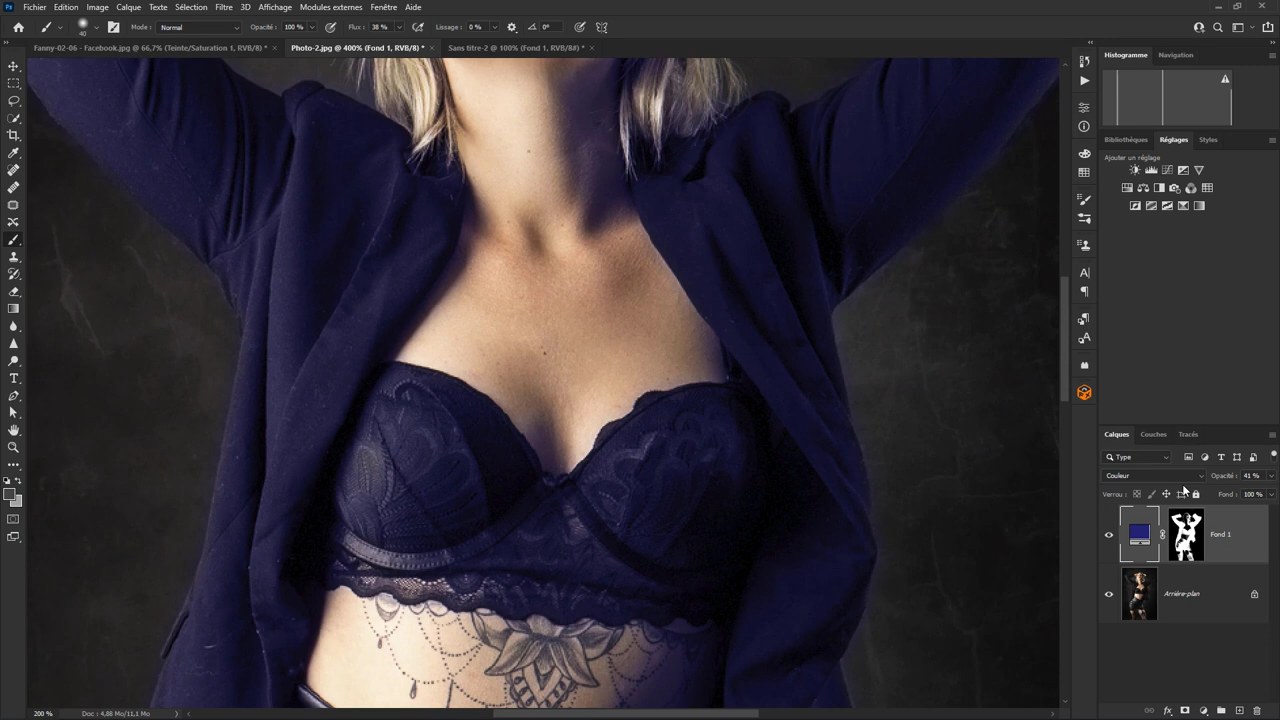 Ps Fichier Edition Image Calque Texte Sélection Filtre 3D Affichage Modules externes Fenêtre Aide
40 Mode : Normal Opacité : 100 % Flux : 38 % Lissage : 0 % 0°
Fanny-02-06 - Facebook.jpg @ 66,7% (Teinte/Saturation 1, RVB/8) * × Photo-2.jpg @ 400% (Fond 1, RVB/8) * × Sans titre-2 @ 100% (Fond 1, RVB/8#) * ×
Histogramme Navigation
Bibliothèques Réglages Styles
Ajouter un réglage
Calques Couches Tracés
Type
Couleur Opacité : 41 %
Verrou : Fond : 100 %
Fond 1
Arrière-plan
200 % Doc : 4,88 Mo/11,1 Mo